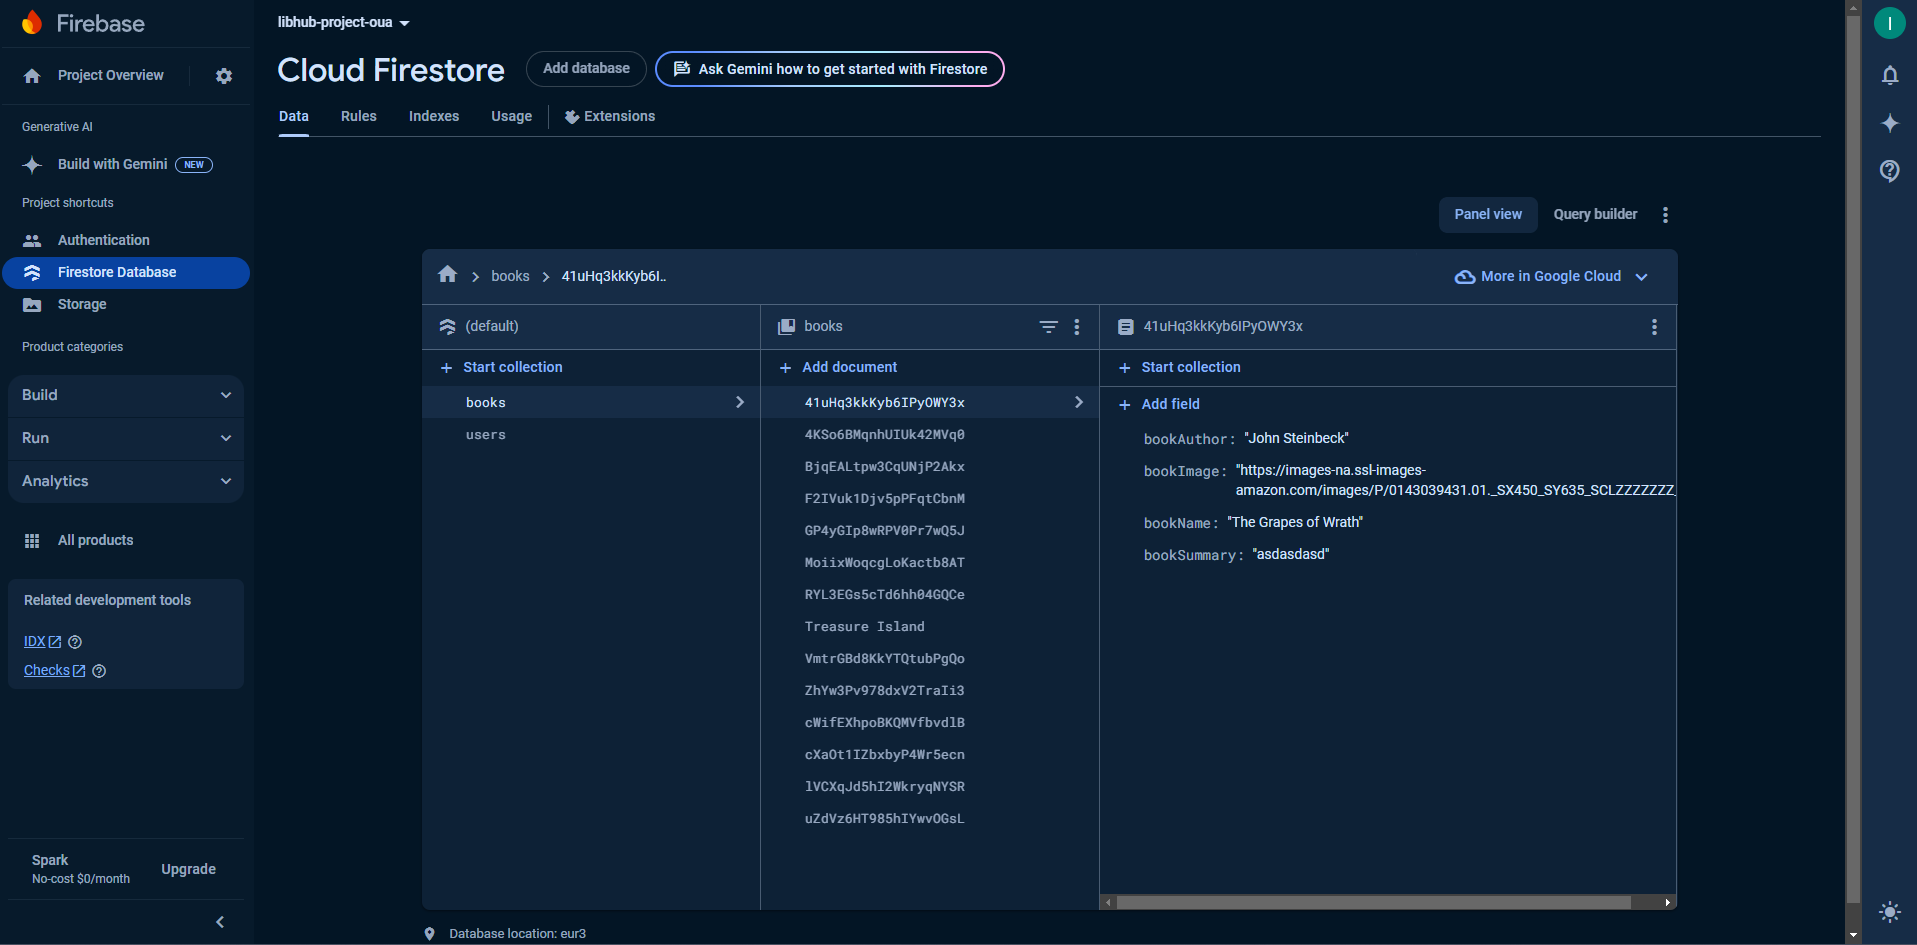 Firebase
Project Overview
Generative AI
Build with Gemini NEW
Project shortcuts
Authentication
Firestore Database
Storage
Product categories
Build
Run
Analytics
All products
Related development tools
IDX
Checks
Spark
No-cost $0/month
Upgrade
libhub-project-oua
Cloud Firestore
Add database
Ask Gemini how to get started with Firestore
Data Rules Indexes Usage Extensions
Panel view Query builder
books 41uHq3kkKyb6I..
More in Google Cloud
(default)
Start collection
books
users
books
Add document
41uHq3kkKyb6IPyOWY3x
4KSo6BMqnhUIUk42MVq0
BjqEALtpw3CqUNjP2Akx
F2IVuk1Djv5pPFqtCbnM
GP4yGIp8wRPV0Pr7wQ5J
MoiixWoqcgLoKactb8AT
RYL3EGs5cTd6hh04GQCe
Treasure Island
VmtrGBd8KkYTQtubPgQo
ZhYw3Pv978dxV2TraIi3
cWifEXhpoBKQMVfbvdlB
cXaOt1IZbxbyP4Wr5ecn
lVCXqJd5hI2WkryqNYSR
uZdVz6HT985hIYwvOGsL
41uHq3kkKyb6IPyOWY3x
Start collection
Add field
bookAuthor: "John Steinbeck"
bookImage: "https://images-na.ssl-images-
amazon.com/images/P/0143039431.01._SX450_SY635_SCLZZZZZZZ_
bookName: "The Grapes of Wrath"
bookSummary: "asdasdasd"
Database location: eur3
I